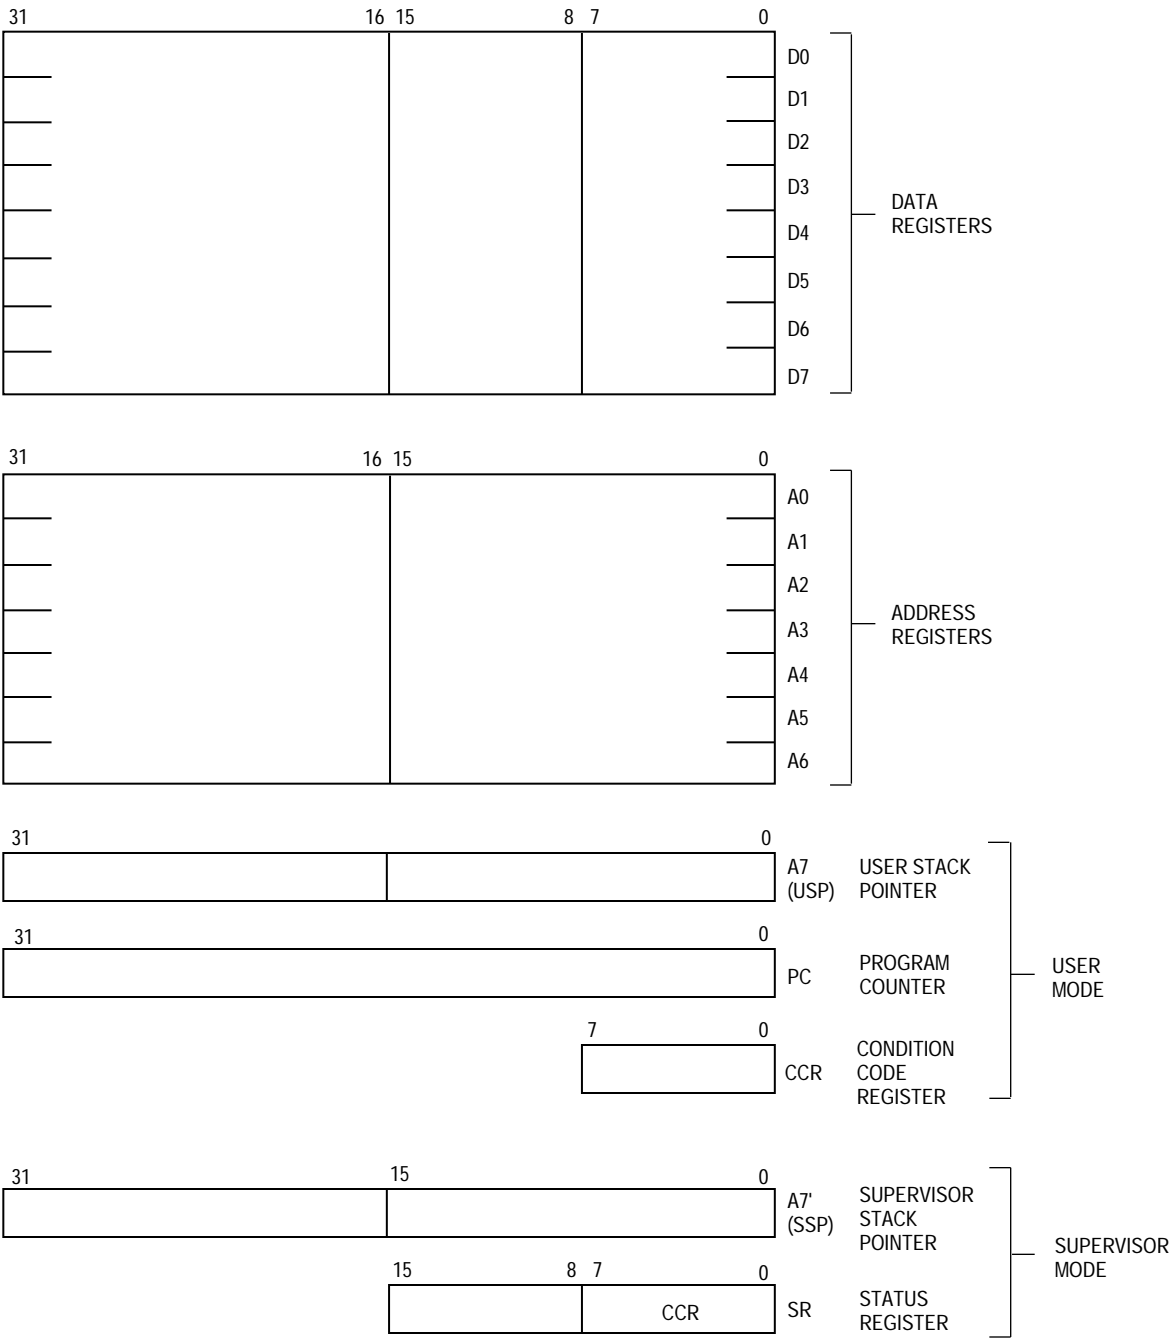 31 16 15 8 7 0
D0
D1
D2
D3
DATA
REGISTERS
D4
D5
D6
D7
31 16 15 0
A0
A1
A2
A3
ADDRESS
REGISTERS
A4
A5
A6
31 0
A7
(USP)
USER STACK
POINTER
31 0
PC
PROGRAM
COUNTER
USER
MODE
7 0
CCR
CONDITION
CODE
REGISTER
31 15 0
A7'
(SSP)
SUPERVISOR
STACK
POINTER
SUPERVISOR
MODE
15 8 7 0
CCR
SR
STATUS
REGISTER